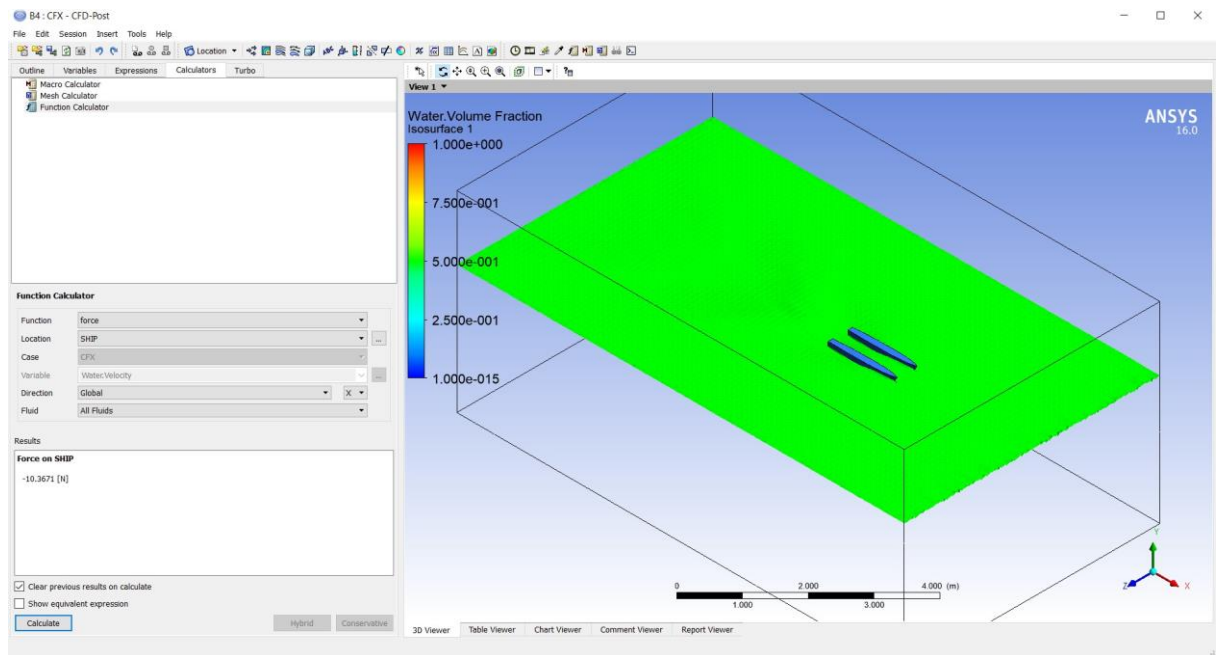 B4 : CFX - CFD-Post
File Edit Session Insert Tools Help
Location
Outline Variables Expressions Calculators Turbo
Macro Calculator
Mesh Calculator
Function Calculator
Function Calculator
Function force
Location SHIP ...
Case CFX
Variable Water.Velocity ...
Direction Global X
Fluid All Fluids
Results
Force on SHIP
-10.3671 [N]
Clear previous results on calculate
Show equivalent expression
Calculate Hybrid Conservative
View 1
Water.Volume Fraction
Isosurface 1
1.000e+000
7.500e-001
5.000e-001
2.500e-001
1.000e-015
ANSYS
16.0
0 2.000 4.000 (m)
1.000 3.000
Y
Z X
3D Viewer Table Viewer Chart Viewer Comment Viewer Report Viewer